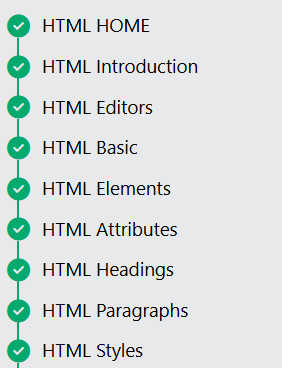 HTML HOME
HTML Introduction
HTML Editors
HTML Basic
HTML Elements
HTML Attributes
HTML Headings
HTML Paragraphs
HTML Styles